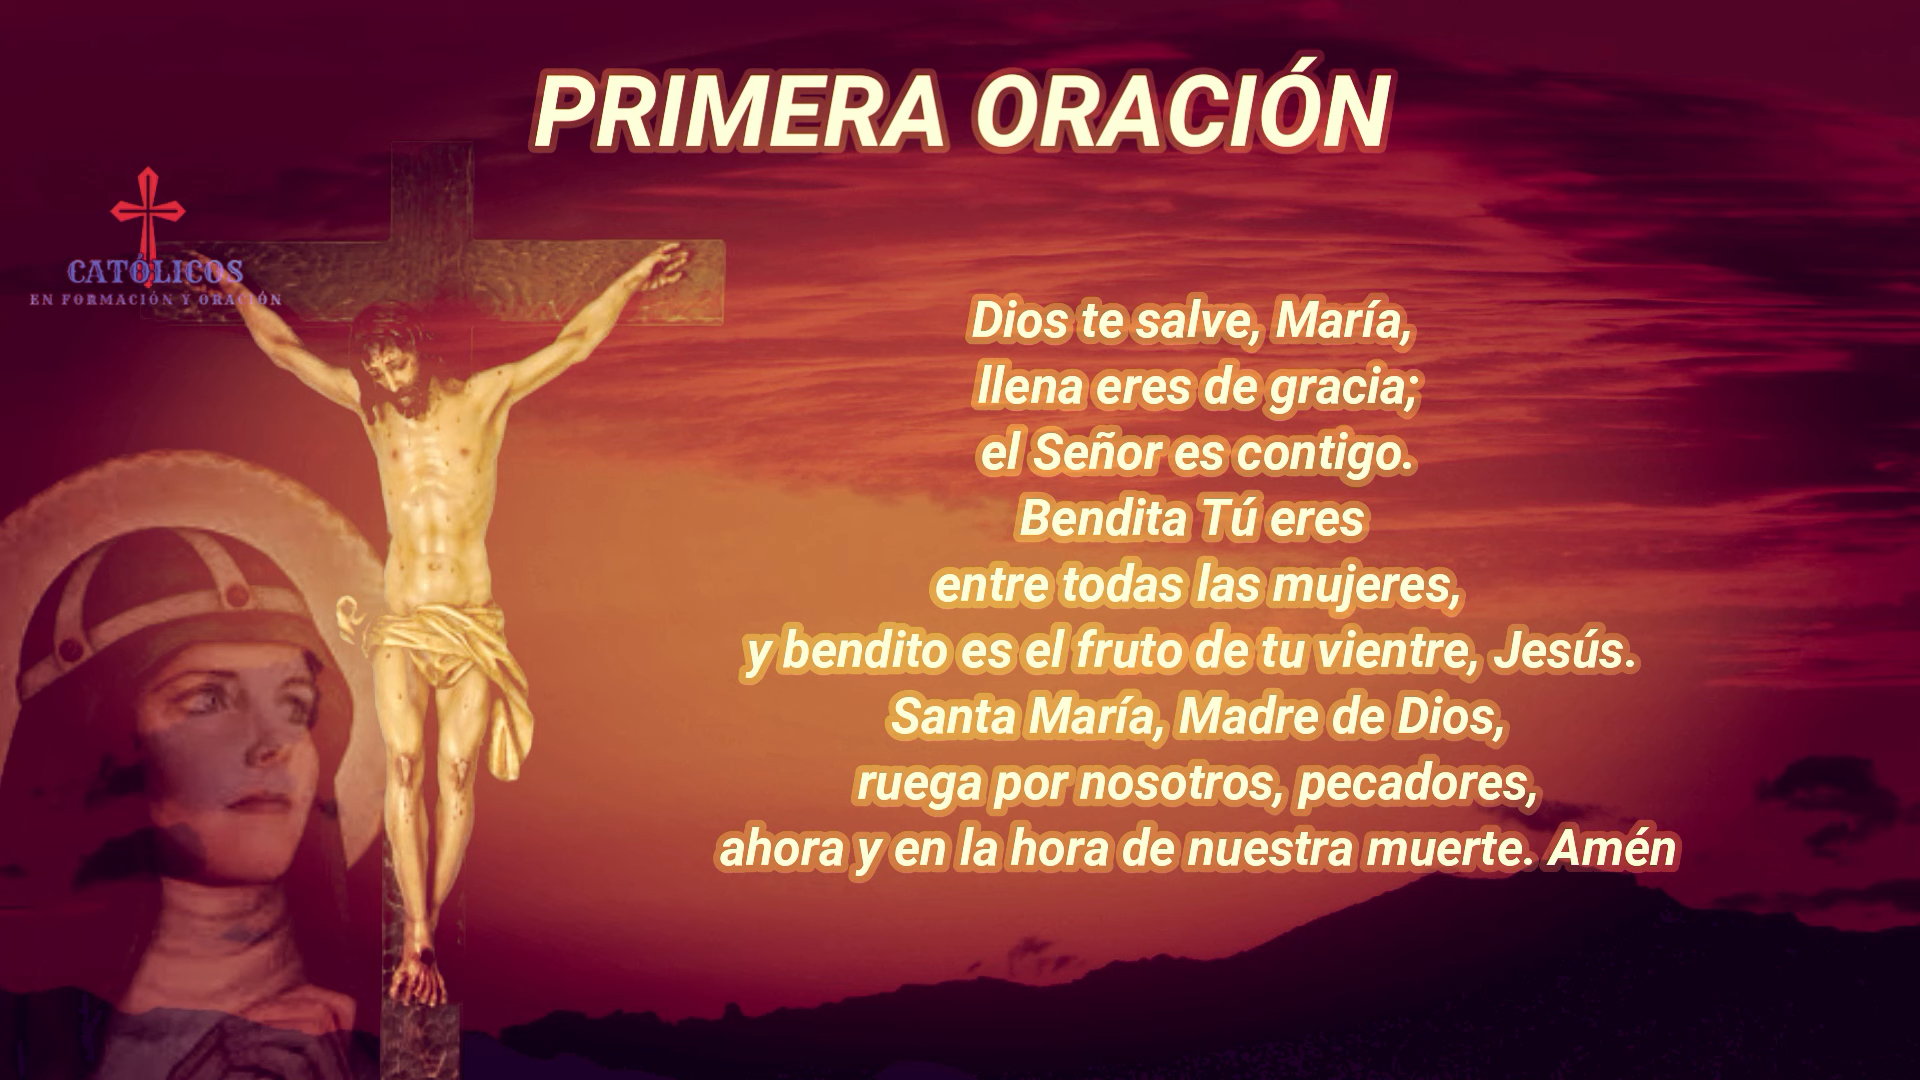 PRIMERA ORACIÓN
CATÓLICOS
EN FORMACIÓN Y ORACIÓN
Dios te salve, María,
llena eres de gracia;
el Señor es contigo.
Bendita Tú eres
entre todas las mujeres,
y bendito es el fruto de tu vientre, Jesús.
Santa María, Madre de Dios,
ruega por nosotros, pecadores,
ahora y en la hora de nuestra muerte. Amén